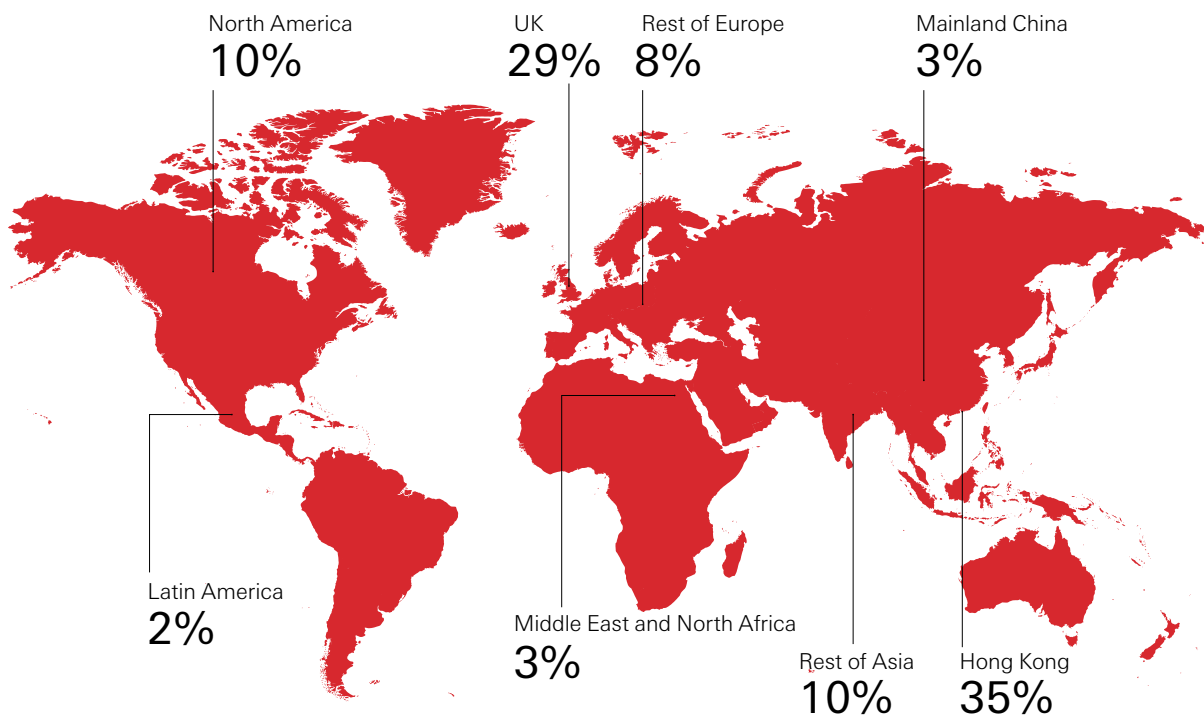 North America
10%
UK
29%
Rest of Europe
8%
Mainland China
3%
Latin America
2%
Middle East and North Africa
3%
Rest of Asia
10%
Hong Kong
35%